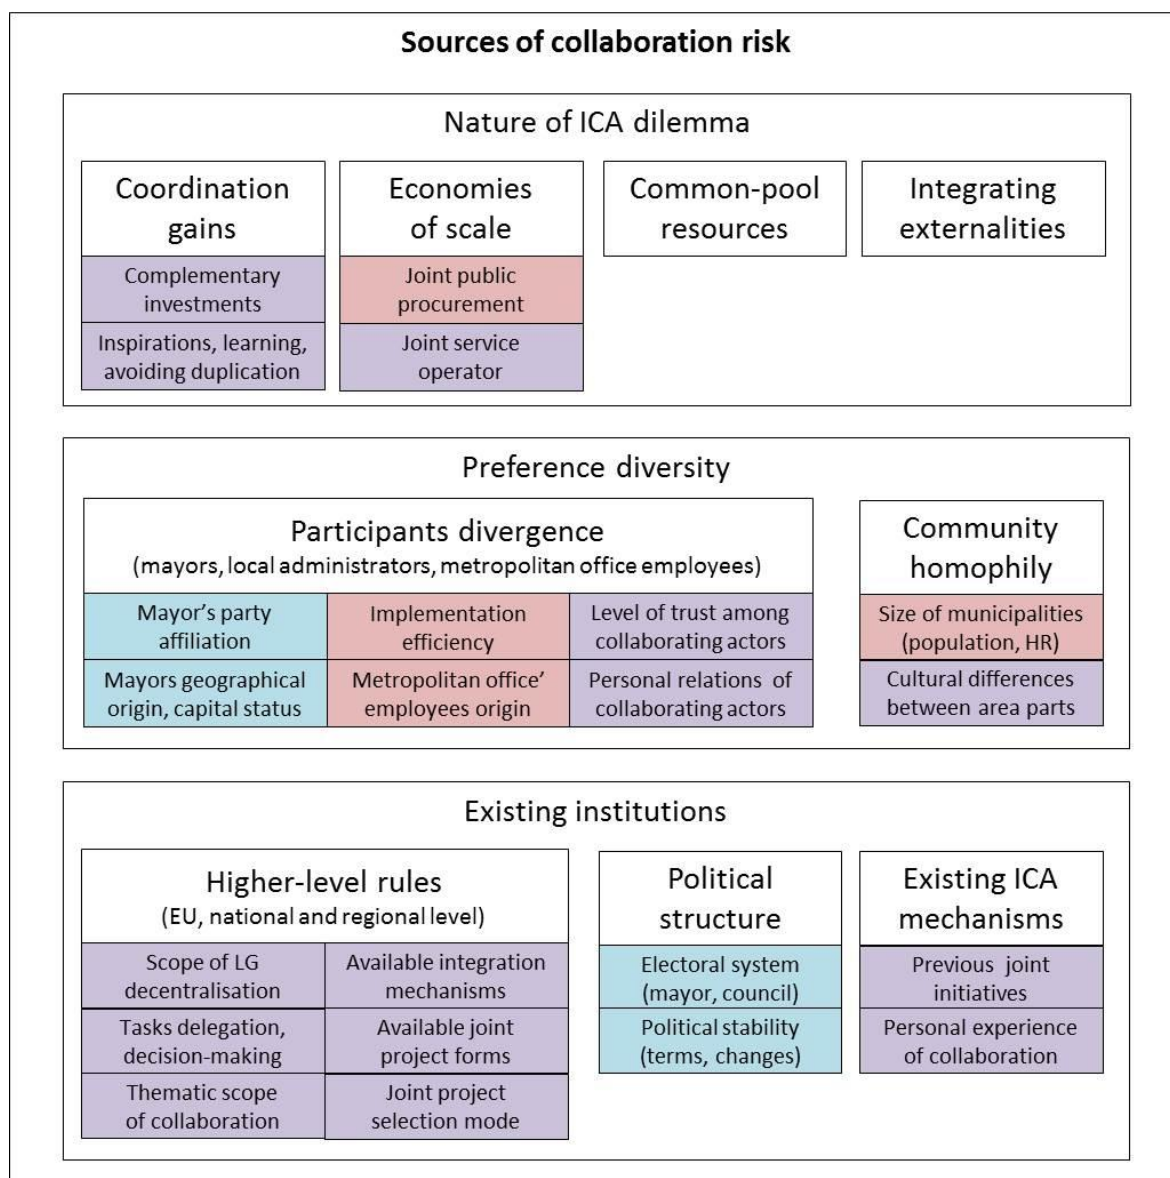 Sources of collaboration risk
Nature of ICA dilemma
Coordination
gains
Complementary
investments
Inspirations, learning,
avoiding duplication
Economies
of scale
Joint public
procurement
Joint service
operator
Common-pool
resources
Integrating
externalities
Preference diversity
Participants divergence
(mayors, local administrators, metropolitan office employees)
Mayor's party
affiliation
Implementation
efficiency
Level of trust among
collaborating actors
Mayors geographical
origin, capital status
Metropolitan office'
employees origin
Personal relations of
collaborating actors
Community
homophily
Size of municipalities
(population, HR)
Cultural differences
between area parts
Existing institutions
Higher-level rules
(EU, national and regional level)
Scope of LG
decentralisation
Available integration
mechanisms
Tasks delegation,
decision-making
Available joint
project forms
Thematic scope
of collaboration
Joint project
selection mode
Political
structure
Electoral system
(mayor, council)
Political stability
(terms, changes)
Existing ICA
mechanisms
Previous joint
initiatives
Personal experience
of collaboration